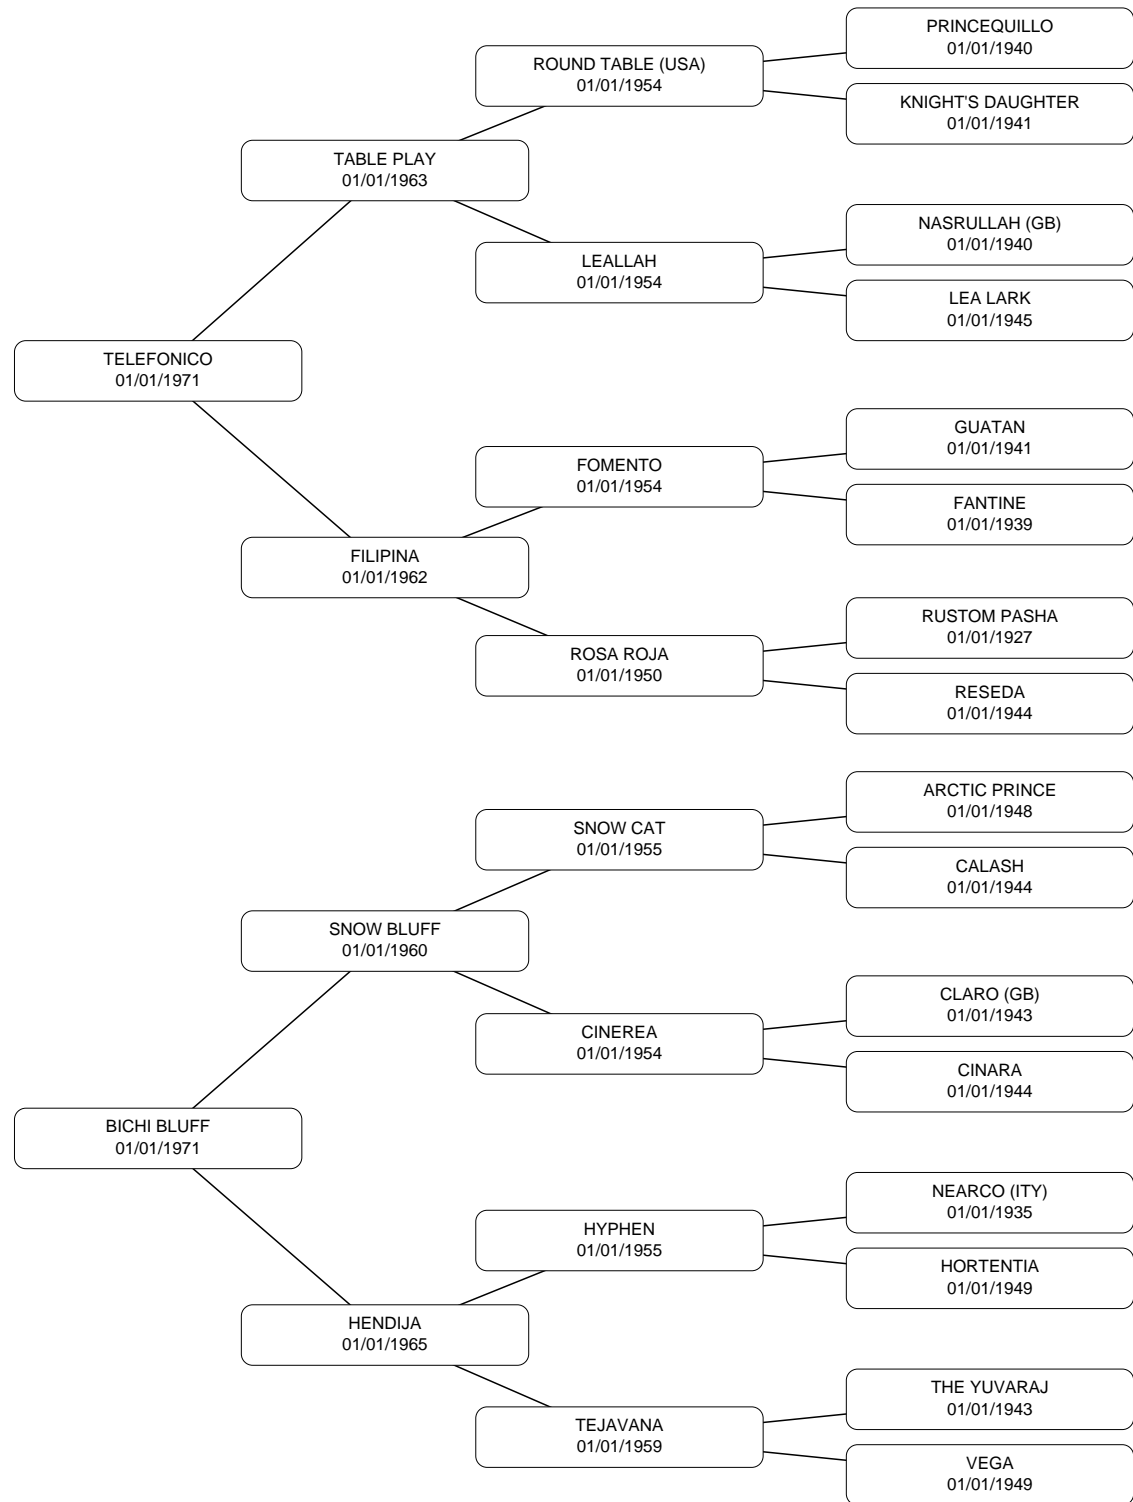 PRINCEQUILLO
01/01/1940
ROUND TABLE (USA)
01/01/1954
KNIGHT'S DAUGHTER
01/01/1941
TABLE PLAY
01/01/1963
NASRULLAH (GB)
01/01/1940
LEALLAH
01/01/1954
LEA LARK
01/01/1945
TELEFONICO
01/01/1971
GUATAN
01/01/1941
FOMENTO
01/01/1954
FANTINE
01/01/1939
FILIPINA
01/01/1962
RUSTOM PASHA
01/01/1927
ROSA ROJA
01/01/1950
RESEDA
01/01/1944
ARCTIC PRINCE
01/01/1948
SNOW CAT
01/01/1955
CALASH
01/01/1944
SNOW BLUFF
01/01/1960
CLARO (GB)
01/01/1943
CINEREA
01/01/1954
CINARA
01/01/1944
BICHI BLUFF
01/01/1971
NEARCO (ITY)
01/01/1935
HYPHEN
01/01/1955
HORTENTIA
01/01/1949
HENDIJA
01/01/1965
THE YUVARAJ
01/01/1943
TEJAVANA
01/01/1959
VEGA
01/01/1949